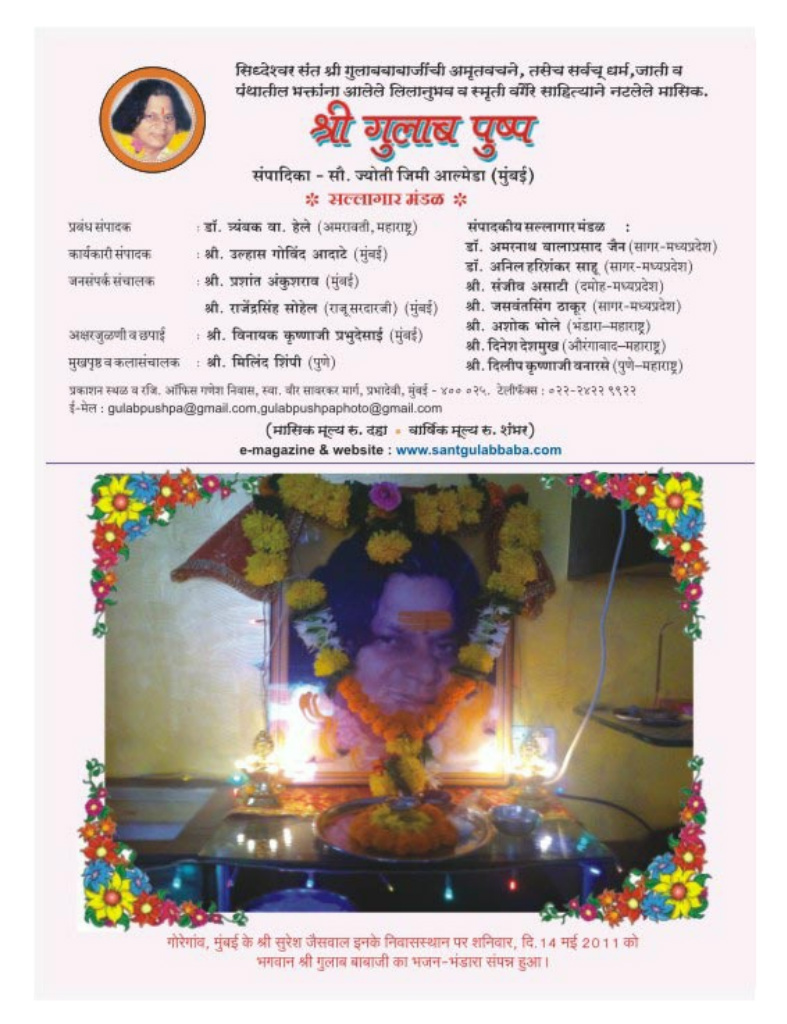 सिध्देश्वर संत श्री गुलाबबाबाजींची अमृतवचने, तसेच सर्वच् धर्म,जाती व
पंथातील भक्तांना आलेले लिलानुभव व स्मृती वगैरे साहित्याने नटलेले मासिक.
श्री गुलाब पुष्प
संपादिका - सौ. ज्योती जिमी आल्मेडा (मुंबई)
❇ सल्लागार मंडळ ❇
प्रबंध संपादक : डॉ. त्र्यंबक वा. हेले (अमरावती,महाराष्ट्र)
कार्यकारी संपादक : श्री. उल्हास गोविंद आदाटे (मुंबई)
जनसंपर्क संचालक : श्री. प्रशांत अंकुशराव (मुंबई)
श्री. राजेंद्रसिंह सोहेल (राजू सरदारजी) (मुंबई)
अक्षरजुळणी व छपाई : श्री. विनायक कृष्णाजी प्रभुदेसाई (मुंबई)
मुखपृष्ठ व कलासंचालक : श्री. मिलिंद शिंपी (पुणे)
संपादकीय सल्लागार मंडळ :
डॉ. अमरनाथ बालाप्रसाद जैन (सागर-मध्यप्रदेश)
डॉ. अनिल हरिशंकर साहू (सागर-मध्यप्रदेश)
श्री. संजीव असाटी (दमोह-मध्यप्रदेश)
श्री. जसवंतसिंग ठाकूर (सागर-मध्यप्रदेश)
श्री. अशोक भोले (भंडारा–महाराष्ट्र)
श्री. दिनेश देशमुख (औरंगाबाद–महाराष्ट्र)
श्री. दिलीप कृष्णाजी वनारसे (पुणे–महाराष्ट्र)
प्रकाशन स्थळ व रजि. ऑफिस गणेश निवास, स्वा. वीर सावरकर मार्ग, प्रभादेवी, मुंबई - ४०० ०२५. टेलीफॅक्स : ०२२-२४२२ ९९२२
ई-मेल : gulabpushpa@gmail.com,gulabpushpaphoto@gmail.com
(मासिक मूल्य रु. दहा • वार्षिक मूल्य रु. शंभर)
e-magazine & website : www.santgulabbaba.com
गोरेगांव, मुंबई के श्री सुरेश जैसवाल इनके निवासस्थान पर शनिवार, दि.14 मई 2011 को
भगवान श्री गुलाब बाबाजी का भजन-भंडारा संपन्न हुआ।